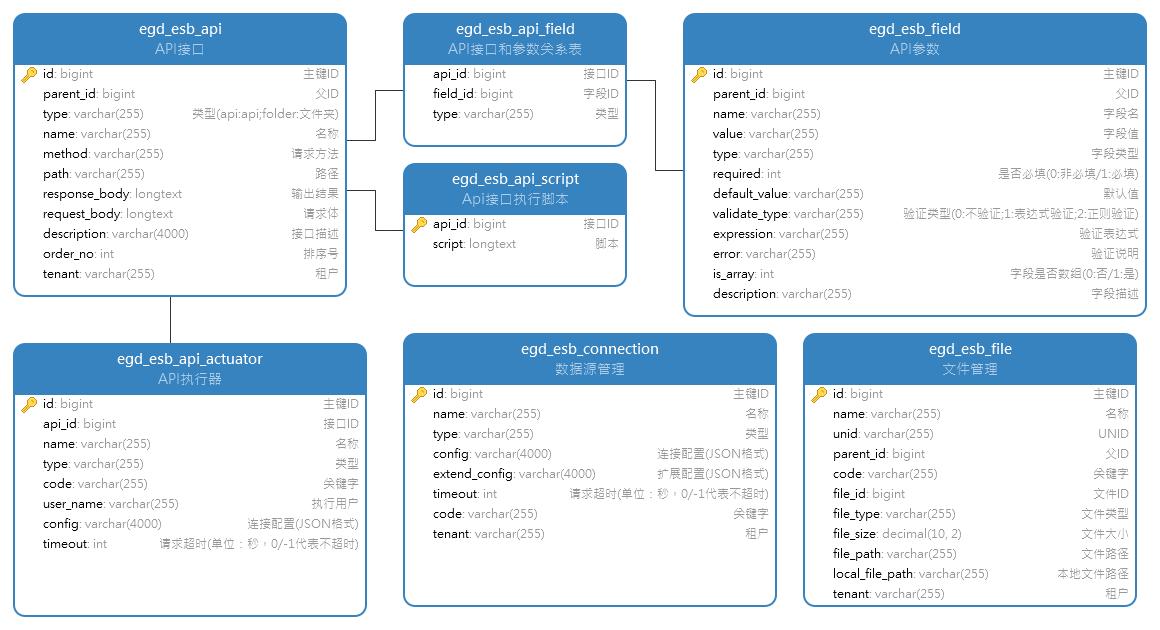 egd_esb_api
API接口
id: bigint 主键ID
parent_id: bigint 父ID
type: varchar(255) 类型(api:api;folder:文件夹)
name: varchar(255) 名称
method: varchar(255) 请求方法
path: varchar(255) 路径
response_body: longtext 输出结果
request_body: longtext 请求体
description: varchar(4000) 接口描述
order_no: int 排序号
tenant: varchar(255) 租户
egd_esb_api_field
API接口和参数关系表
api_id: bigint 接口ID
field_id: bigint 字段ID
type: varchar(255) 类型
egd_esb_api_script
Api接口执行脚本
api_id: bigint 接口ID
script: longtext 脚本
egd_esb_field
API参数
id: bigint 主键ID
parent_id: bigint 父ID
name: varchar(255) 字段名
value: varchar(255) 字段值
type: varchar(255) 字段类型
required: int 是否必填(0:非必填/1:必填)
default_value: varchar(255) 默认值
validate_type: varchar(255) 验证类型(0:不验证;1:表达式验证;2:正则验证)
expression: varchar(255) 验证表达式
error: varchar(255) 验证说明
is_array: int 字段是否数组(0:否/1:是)
description: varchar(255) 字段描述
egd_esb_api_actuator
API执行器
id: bigint 主键ID
api_id: bigint 接口ID
name: varchar(255) 名称
type: varchar(255) 类型
code: varchar(255) 关键字
user_name: varchar(255) 执行用户
config: varchar(4000) 连接配置(JSON格式)
timeout: int 请求超时(单位：秒，0/-1代表不超时)
egd_esb_connection
数据源管理
id: bigint 主键ID
name: varchar(255) 名称
type: varchar(255) 类型
config: varchar(4000) 连接配置(JSON格式)
extend_config: varchar(4000) 扩展配置(JSON格式)
timeout: int 请求超时(单位：秒，0/-1代表不超时)
code: varchar(255) 关键字
tenant: varchar(255) 租户
egd_esb_file
文件管理
id: bigint 主键ID
name: varchar(255) 名称
unid: varchar(255) UNID
parent_id: bigint 父ID
code: varchar(255) 关键字
file_id: bigint 文件ID
file_type: varchar(255) 文件类型
file_size: decimal(10, 2) 文件大小
file_path: varchar(255) 文件路径
local_file_path: varchar(255) 本地文件路径
tenant: varchar(255) 租户